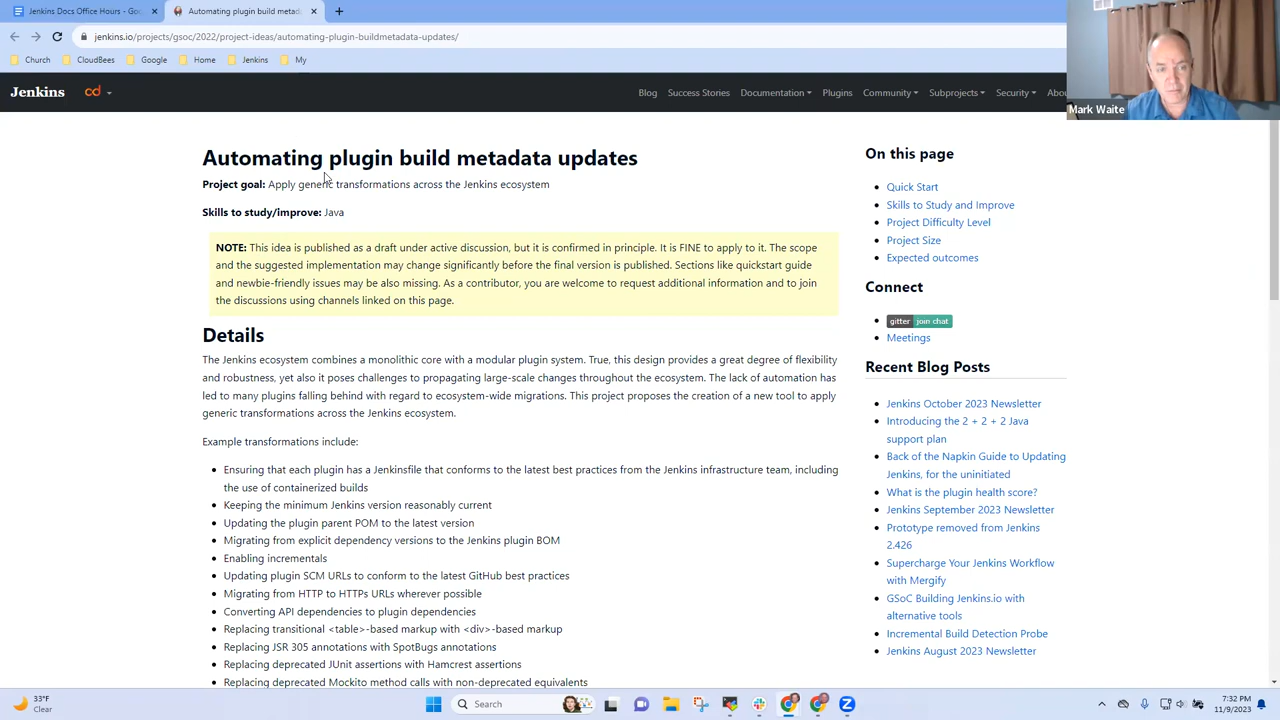 Jenkins Docs Office Hours - Goo
Automating plugin build metad
jenkins.io/projects/gsoc/2022/project-ideas/automating-plugin-buildmetadata-updates/
Church CloudBees Google Home Jenkins My
Jenkins cd Blog Success Stories Documentation Plugins Community Subprojects Security Abou
Mark Waite
Automating plugin build metadata updates
Project goal: Apply generic transformations across the Jenkins ecosystem
Skills to study/improve: Java
NOTE: This idea is published as a draft under active discussion, but it is confirmed in principle. It is FINE to apply to it. The scope
and the suggested implementation may change significantly before the final version is published. Sections like quickstart guide
and newbie-friendly issues may be also missing. As a contributor, you are welcome to request additional information and to join
the discussions using channels linked on this page.
Details
The Jenkins ecosystem combines a monolithic core with a modular plugin system. True, this design provides a great degree of flexibility
and robustness, yet also it poses challenges to propagating large-scale changes throughout the ecosystem. The lack of automation has
led to many plugins falling behind with regard to ecosystem-wide migrations. This project proposes the creation of a new tool to apply
generic transformations across the Jenkins ecosystem.
Example transformations include:
Ensuring that each plugin has a Jenkinsfile that conforms to the latest best practices from the Jenkins infrastructure team, including
the use of containerized builds
Keeping the minimum Jenkins version reasonably current
Updating the plugin parent POM to the latest version
Migrating from explicit dependency versions to the Jenkins plugin BOM
Enabling incrementals
Updating plugin SCM URLs to conform to the latest GitHub best practices
Migrating from HTTP to HTTPs URLs wherever possible
Converting API dependencies to plugin dependencies
Replacing transitional <table>-based markup with <div>-based markup
Replacing JSR 305 annotations with SpotBugs annotations
Replacing deprecated JUnit assertions with Hamcrest assertions
Replacing deprecated Mockito method calls with non-deprecated equivalents
On this page
Quick Start
Skills to Study and Improve
Project Difficulty Level
Project Size
Expected outcomes
Connect
gitter join chat
Meetings
Recent Blog Posts
Jenkins October 2023 Newsletter
Introducing the 2 + 2 + 2 Java
support plan
Back of the Napkin Guide to Updating
Jenkins, for the uninitiated
What is the plugin health score?
Jenkins September 2023 Newsletter
Prototype removed from Jenkins
2.426
Supercharge Your Jenkins Workflow
with Mergify
GSoC Building Jenkins.io with
alternative tools
Incremental Build Detection Probe
Jenkins August 2023 Newsletter
33°F
Clear
Search
7:32 PM
11/9/2023